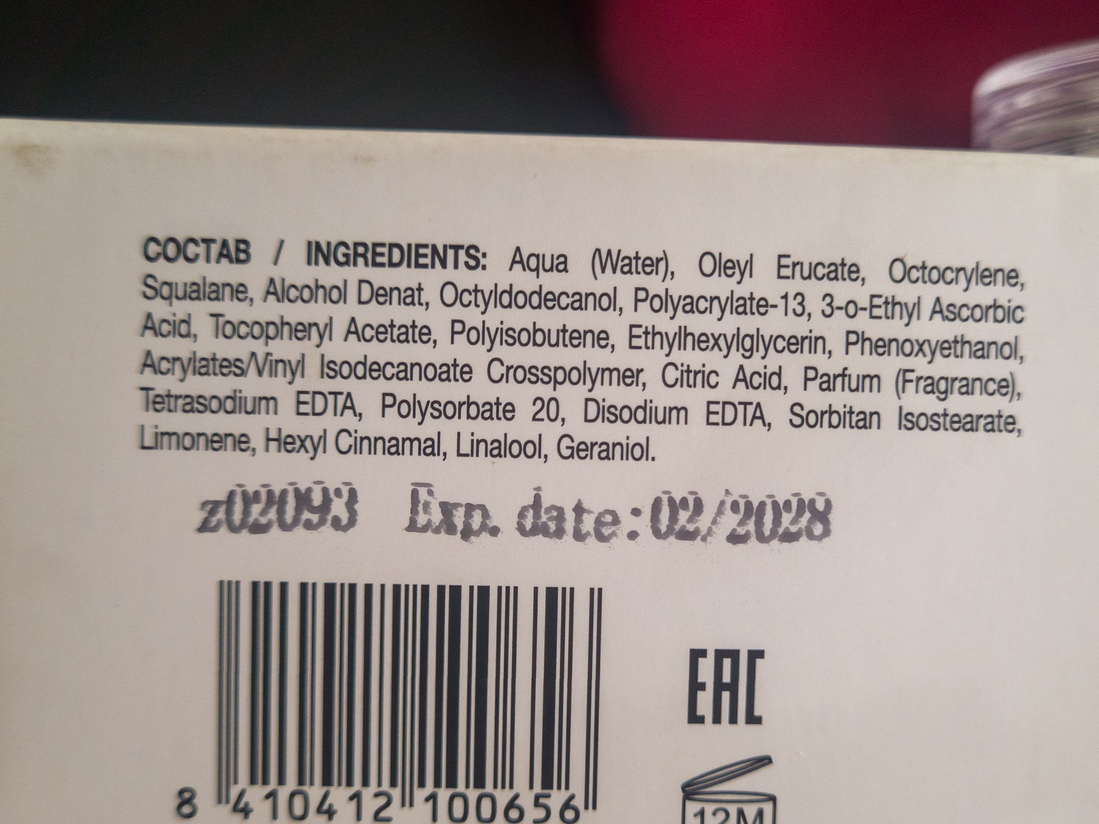 СОСТАВ / INGREDIENTS: Aqua (Water), Oleyl Erucate, Octocrylene,
Squalane, Alcohol Denat, Octyldodecanol, Polyacrylate-13, 3-o-Ethyl Ascorbic
Acid, Tocopheryl Acetate, Polyisobutene, Ethylhexylglycerin, Phenoxyethanol,
Acrylates/Vinyl Isodecanoate Crosspolymer, Citric Acid, Parfum (Fragrance),
Tetrasodium EDTA, Polysorbate 20, Disodium EDTA, Sorbitan Isostearate,
Limonene, Hexyl Cinnamal, Linalool, Geraniol.
z02093 Exp. date:02/2028
8 410412 100656
EAC
12M